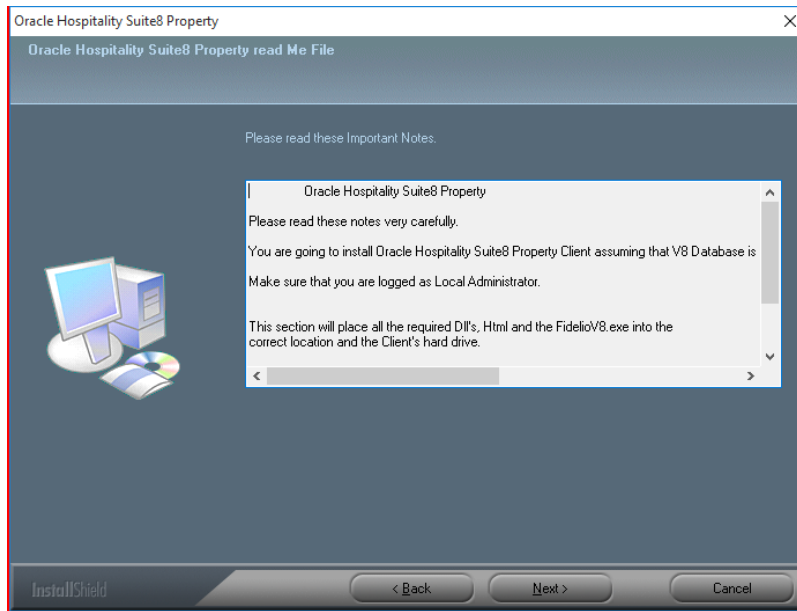 Oracle Hospitality Suite8 Property
Oracle Hospitality Suite8 Property read Me File
Please read these Important Notes.
Oracle Hospitality Suite8 Property
Please read these notes very carefully.
You are going to install Oracle Hospitality Suite8 Property Client assuming that V8 Database is
Make sure that you are logged as Local Administrator.
This section will place all the required Dll's, Html and the FidelioV8.exe into the
correct location and the Client's hard drive.
InstallShield
< Back
Next >
Cancel